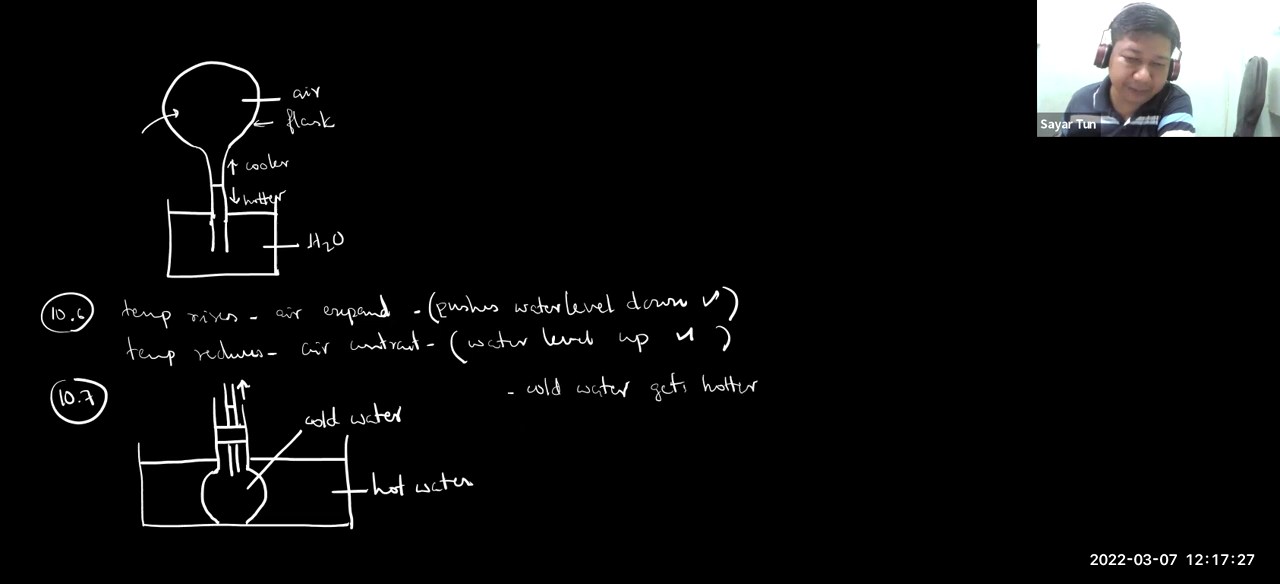 air
flask
↑ cooler
↓ hotter
H₂O
Sayar Tun
10.6 temp rises - air expand - (pushes water level down ✓)
temp reduces - air contract - (water level up ✓)
10.7
- cold water gets hotter
cold water
hot water
2022-03-07 12:17:27